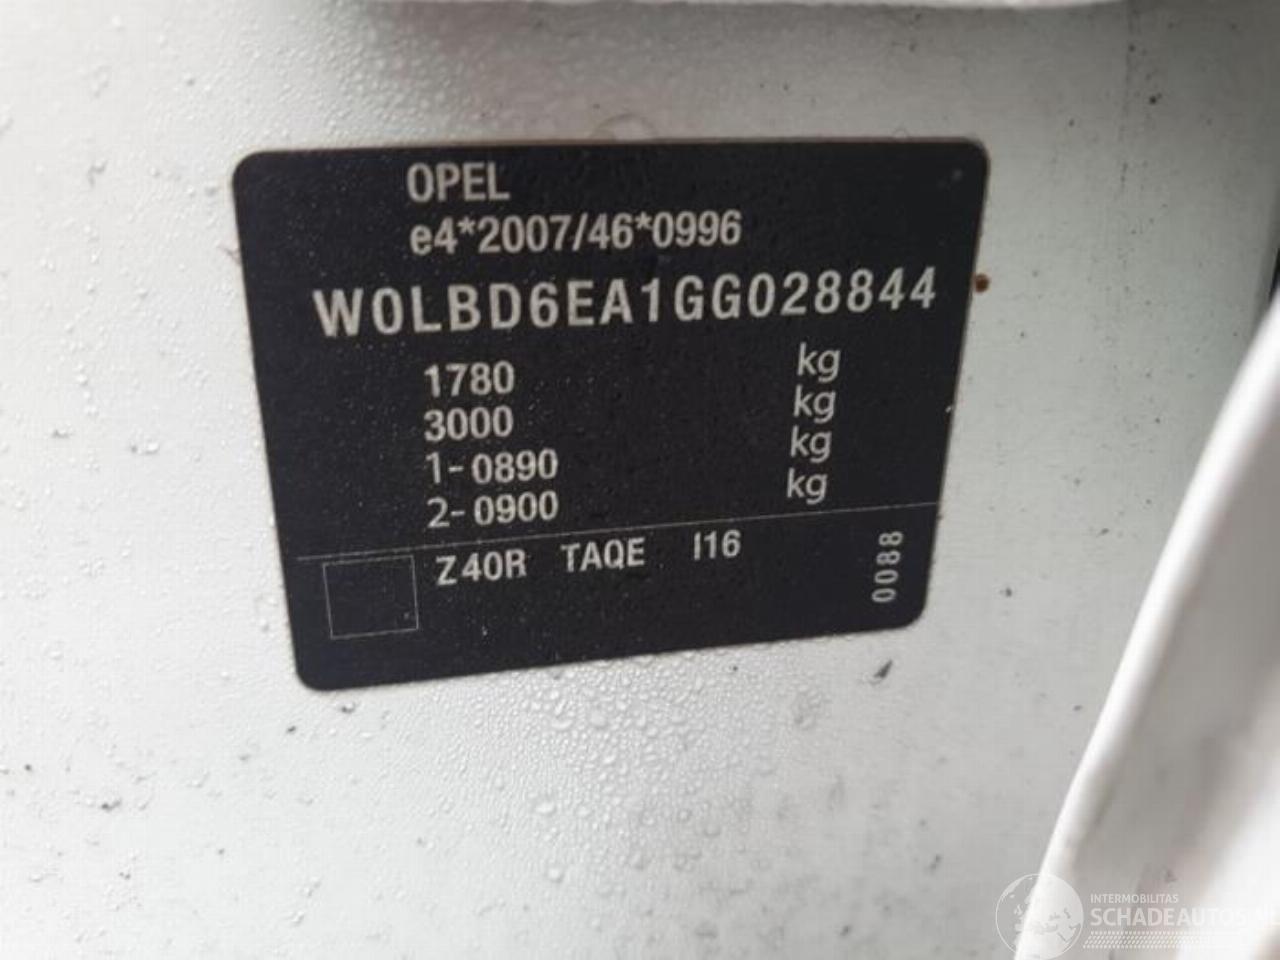 OPEL
e4*2007/46*0996
W0LBD6EA1GG028844
1780 kg
3000 kg
1-0890 kg
2-0900 kg
Z40R TAQE I16
0088
INTERMOBILITAS
SCHADEAUTOS